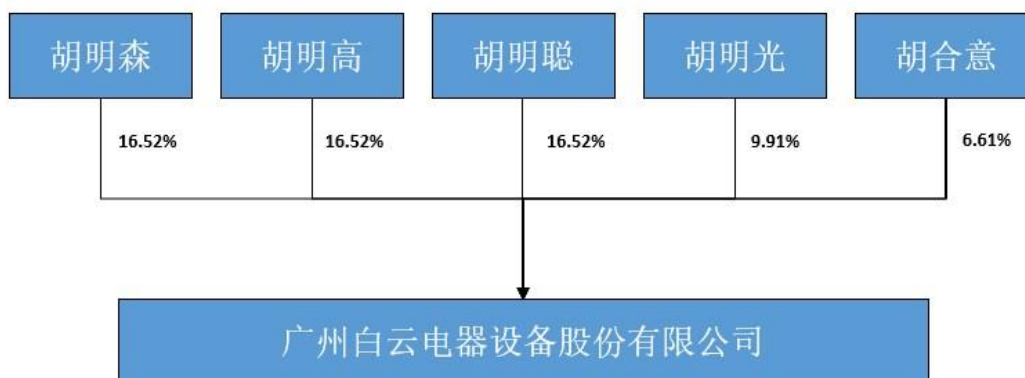 胡明森 胡明高 胡明聪 胡明光 胡合意
16.52% 16.52% 16.52% 9.91% 6.61%
广州白云电器设备股份有限公司